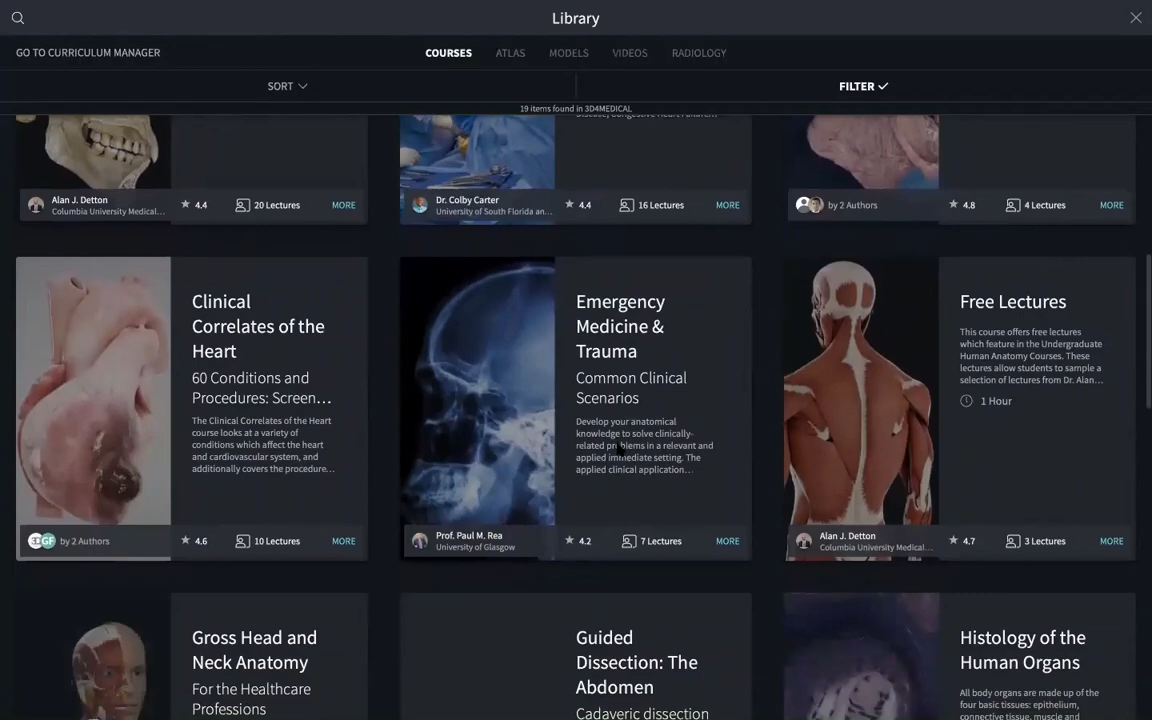 Library
GO TO CURRICULUM MANAGER
COURSES
ATLAS
MODELS
VIDEOS
RADIOLOGY
SORT
FILTER
19 items found in 3D4MEDICAL
Alan J. Detton
Columbia University Medical...
4.4
20 Lectures
MORE
Dr. Colby Carter
University of South Florida an...
4.4
16 Lectures
MORE
by 2 Authors
4.8
4 Lectures
MORE
Clinical
Correlates of the
Heart
60 Conditions and
Procedures: Screen...
The Clinical Correlates of the Heart
course looks at a variety of
conditions which affect the heart
and cardiovascular system, and
additionally covers the procedure...
3D GF by 2 Authors
4.6
10 Lectures
MORE
Emergency
Medicine &
Trauma
Common Clinical
Scenarios
Develop your anatomical
knowledge to solve clinically-
related problems in a relevant and
applied immediate setting. The
applied clinical application...
Prof. Paul M. Rea
University of Glasgow
4.2
7 Lectures
MORE
Free Lectures
This course offers free lectures
which feature in the Undergraduate
Human Anatomy Courses. These
lectures allow students to sample a
selection of lectures from Dr. Alan...
1 Hour
Alan J. Detton
Columbia University Medical...
4.7
3 Lectures
MORE
Gross Head and
Neck Anatomy
For the Healthcare
Professions
Guided
Dissection: The
Abdomen
Cadaveric dissection
Histology of the
Human Organs
All body organs are made up of the
four basic tissues: epithelium,
connective tissue, muscle and